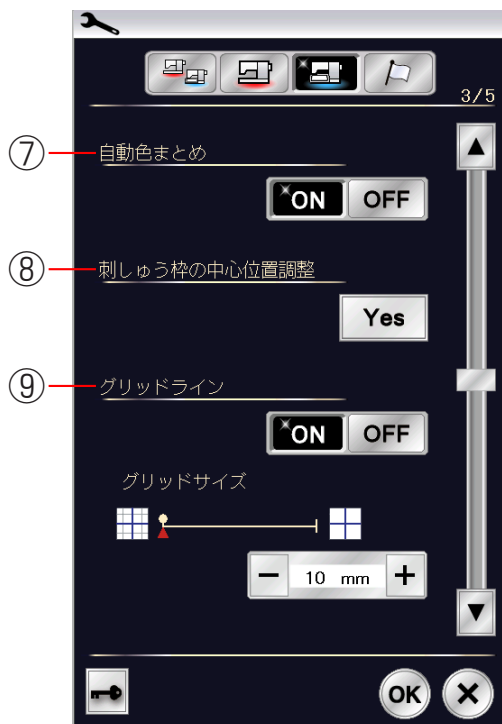 3/5
⑦ 自動色まとめ
ON OFF
⑧ 刺しゅう枠の中心位置調整
Yes
⑨ グリッドライン
ON OFF
グリッドサイズ
− 10 mm +
OK